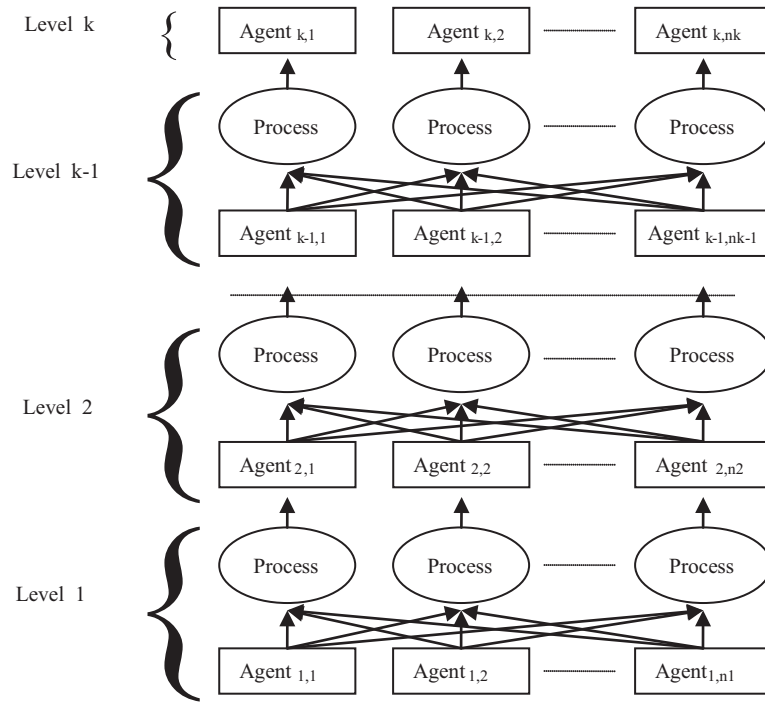 Level k
Agent k,1
Agent k,2
Agent k,nk
Process
Process
Process
Level k-1
Agent k-1,1
Agent k-1,2
Agent k-1,nk-1
Process
Process
Process
Level 2
Agent 2,1
Agent 2,2
Agent 2,n2
Process
Process
Process
Level 1
Agent 1,1
Agent 1,2
Agent 1,n1